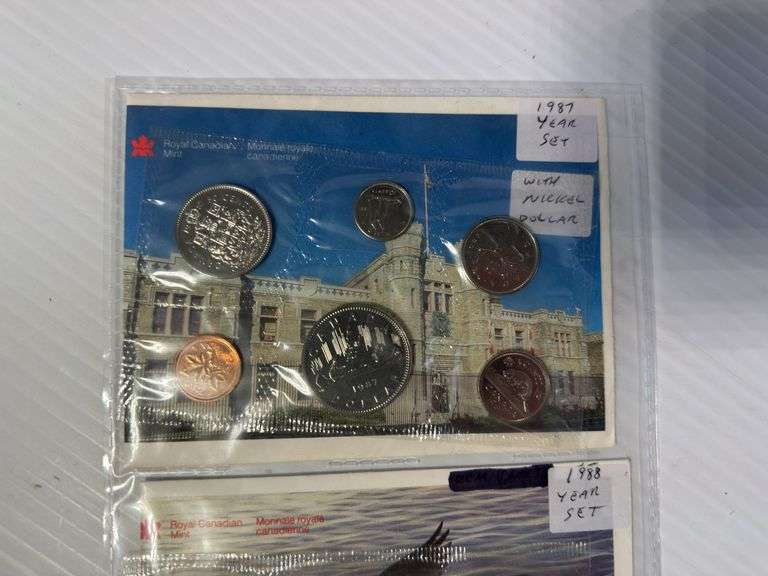 Royal Canadian Mint
Monnaie royale canadienne
1987
YEAR
SET
WITH
NICKEL
DOLLAR
1987
Royal Canadian Mint
Monnaie royale canadienne
1988
YEAR
SET